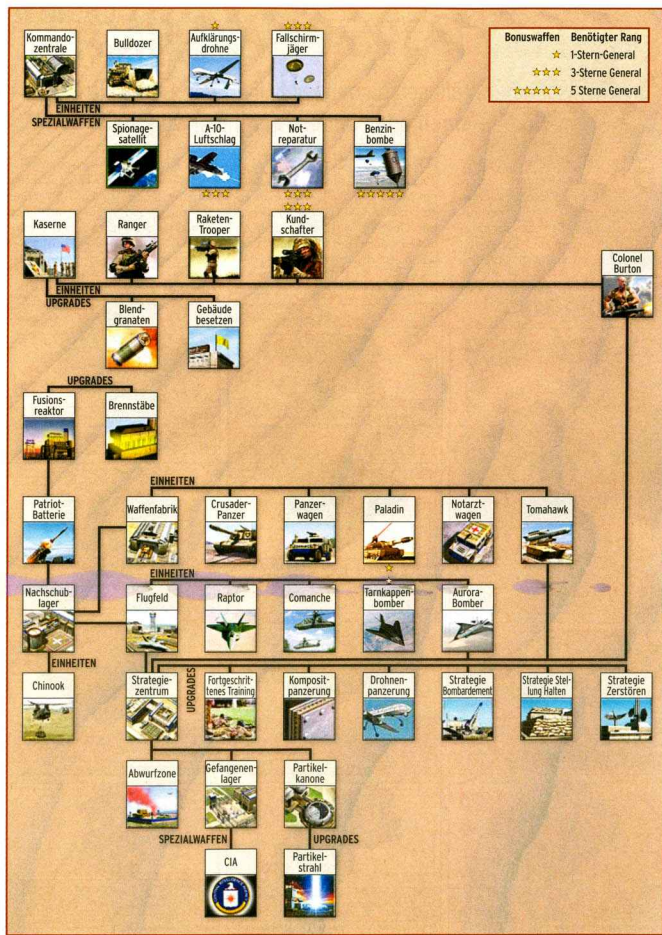 Bonuswaffen Benötigter Rang
1-Stern-General
3-Sterne General
5 Sterne General
Kommando-
zentrale
Bulldozer
Aufklärungs-
drohne
Fallschirm-
jäger
EINHEITEN
SPEZIALWAFFEN
Spionage-
satellit
A-10-
Luftschlag
Not-
reparatur
Benzin-
bombe
Kaserne
Ranger
Raketen-
Trooper
Kund-
schafter
Colonel
Burton
EINHEITEN
UPGRADES
Blend-
granaten
Gebäude
besetzen
UPGRADES
Fusions-
reaktor
Brennstäbe
EINHEITEN
Patriot-
Batterie
Waffenfabrik
Crusader-
Panzer
Panzer-
wagen
Paladin
Notarzt-
wagen
Tomahawk
EINHEITEN
Nachschub-
lager
Flugfeld
Raptor
Comanche
Tarnkappen-
bomber
Aurora-
Bomber
EINHEITEN
UPGRADES
Chinook
Strategie-
zentrum
Fortgeschrit-
tenes Training
Komposit-
panzerung
Drohnen-
panzerung
Strategie
Bombardement
Strategie Stel-
lung Halten
Strategie
Zerstören
Abwurfzone
Gefangenen-
lager
Partikel-
kanone
SPEZIALWAFFEN
UPGRADES
CIA
Partikel-
strahl